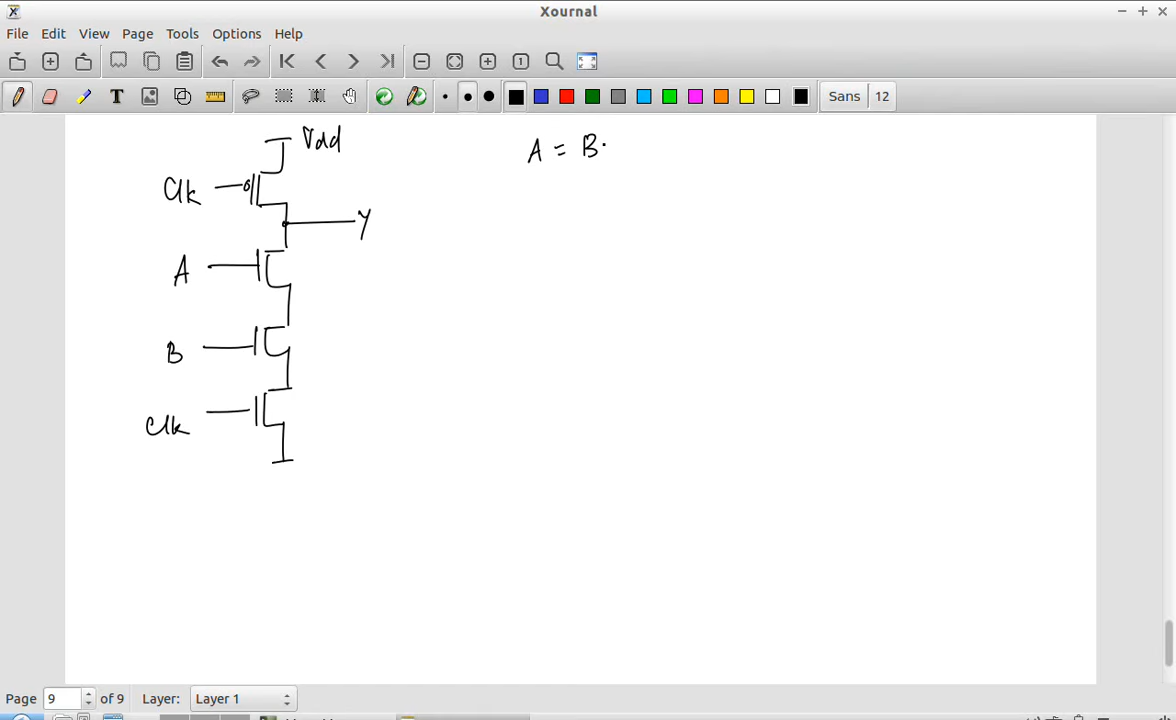 Xournal
File Edit View Page Tools Options Help
Sans 12
Vdd
A = B.
Clk
Y
A
B
Clk
Page 9 of 9 Layer: Layer 1